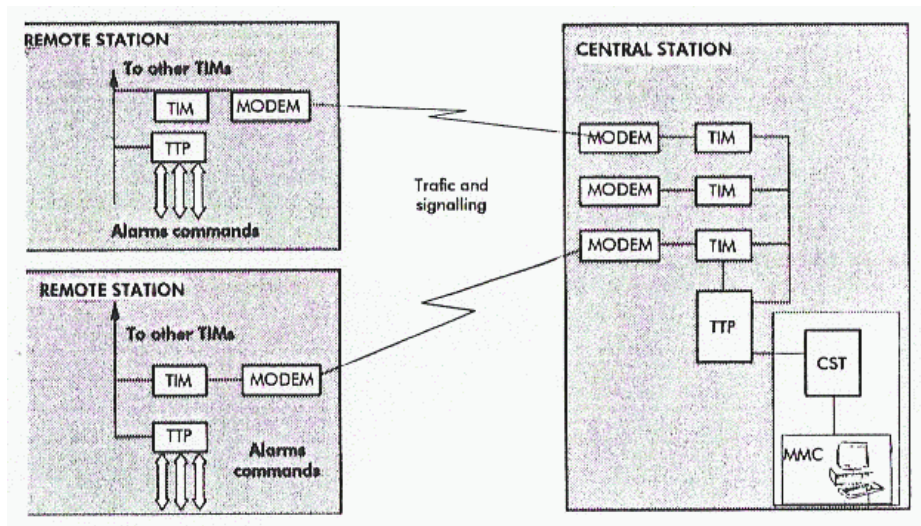 REMOTE STATION
To other TIMs
TIM
MODEM
TTP
Alarms commands
REMOTE STATION
To other TIMs
TIM
MODEM
TTP
Alarms
commands
Trafic and
signalling
CENTRAL STATION
MODEM
TIM
MODEM
TIM
MODEM
TIM
TTP
CST
MMC